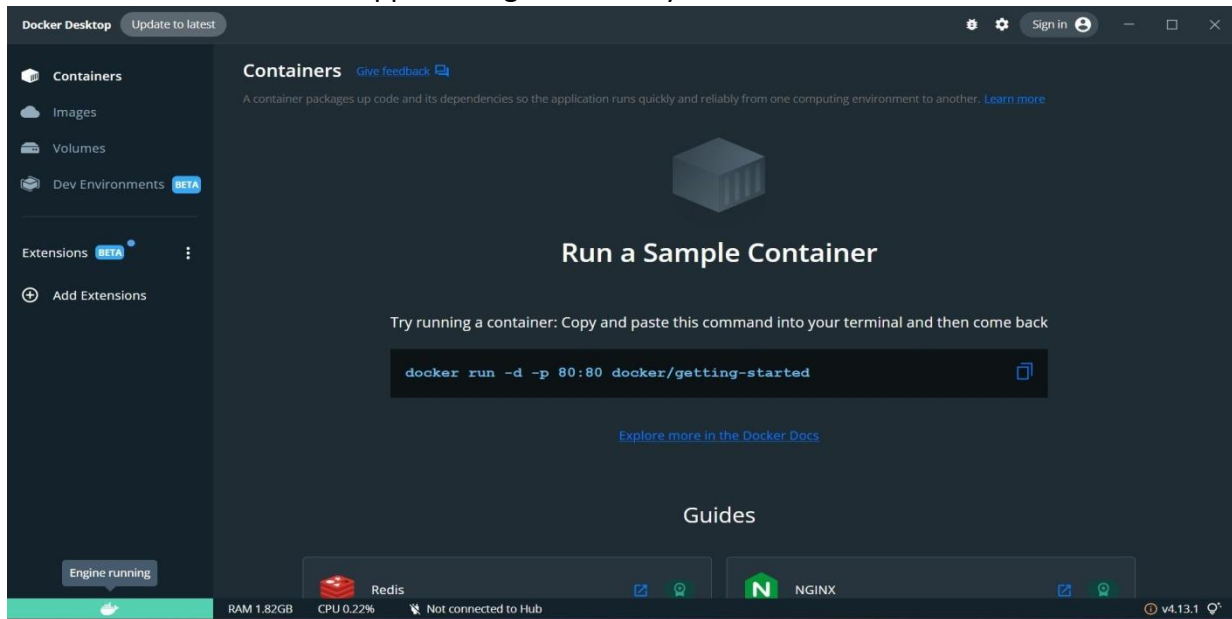 Docker Desktop Update to latest Sign in
Containers
Images
Volumes
Dev Environments BETA
Extensions BETA
Add Extensions
Containers Give feedback
A container packages up code and its dependencies so the application runs quickly and reliably from one computing environment to another. Learn more
Run a Sample Container
Try running a container: Copy and paste this command into your terminal and then come back
docker run -d -p 80:80 docker/getting-started
Explore more in the Docker Docs
Guides
Redis NGINX
Engine running
RAM 1.82GB CPU 0.22% Not connected to Hub v4.13.1